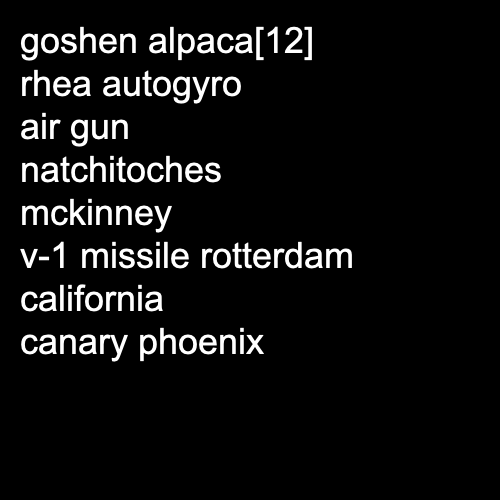 goshen alpaca[12]
rhea autogyro
air gun
natchitoches
mckinney
v-1 missile rotterdam
california
canary phoenix